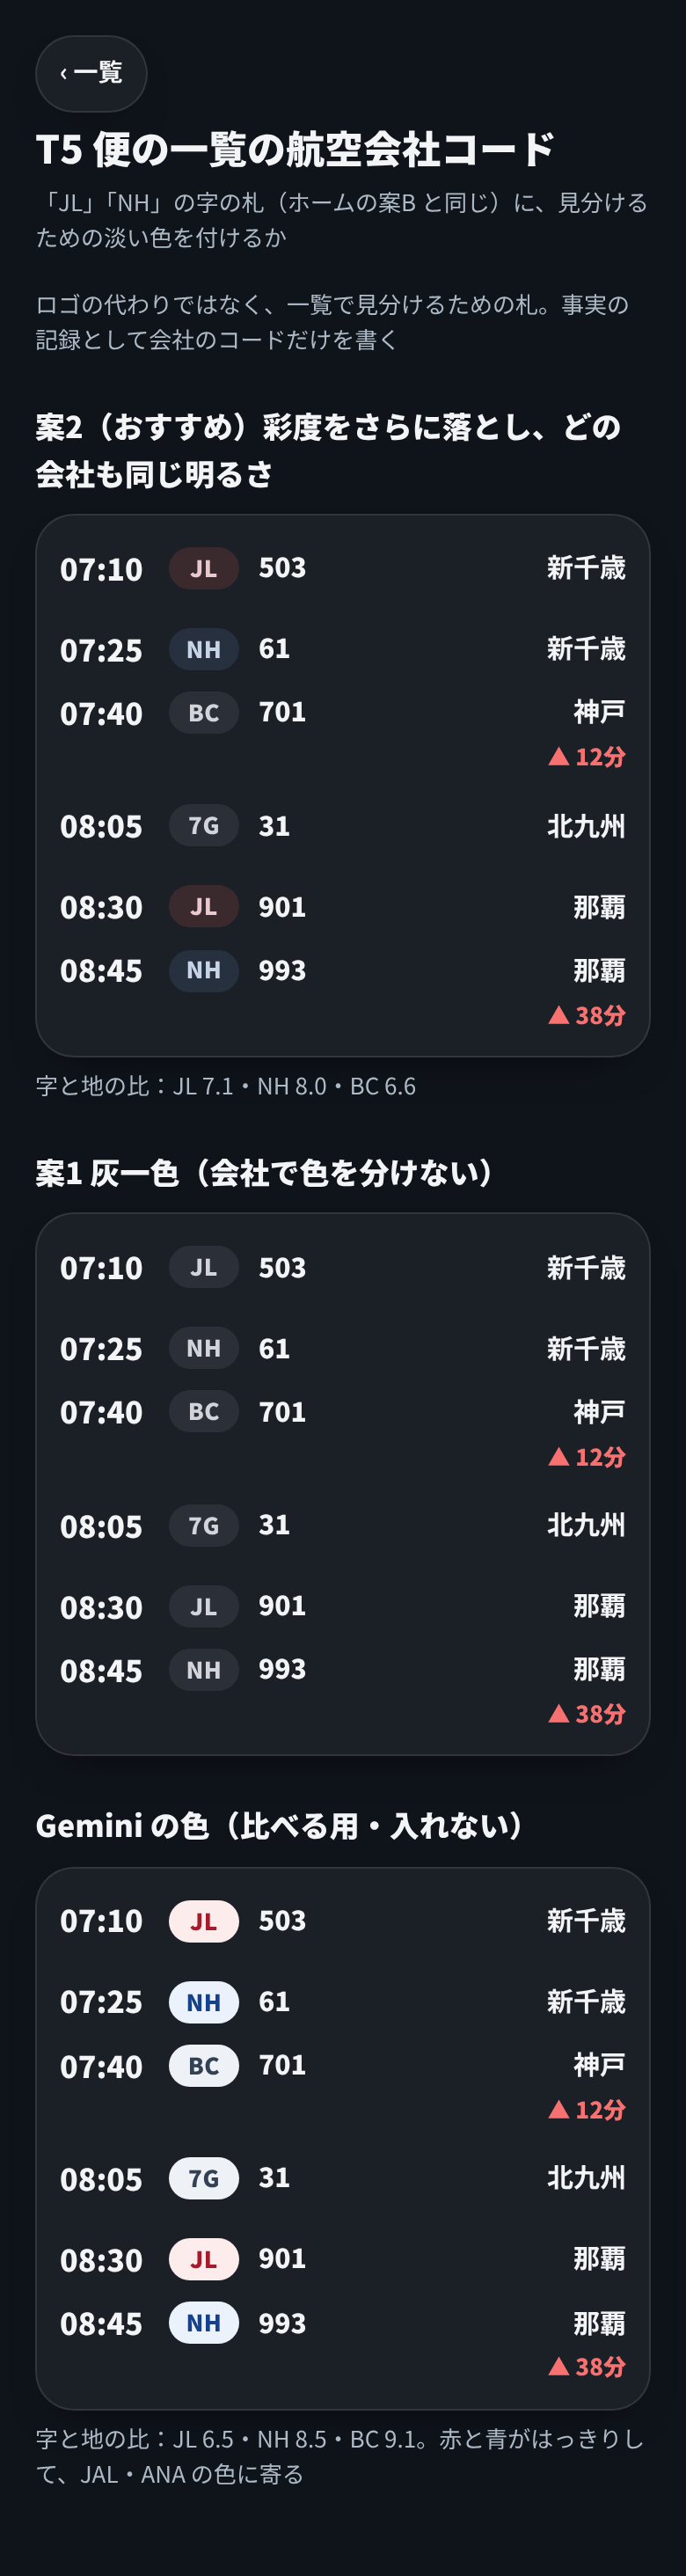 ‹ 一覧
T5 便の一覧の航空会社コード
「JL」「NH」の字の札（ホームの案B と同じ）に、見分ける
ための淡い色を付けるか
ロゴの代わりではなく、一覧で見分けるための札。事実の
記録として会社のコードだけを書く
案2（おすすめ）彩度をさらに落とし、どの
会社も同じ明るさ
07:10 JL 503 新千歳
07:25 NH 61 新千歳
07:40 BC 701 神戸
▲ 12分
08:05 7G 31 北九州
08:30 JL 901 那覇
08:45 NH 993 那覇
▲ 38分
字と地の比：JL 7.1・NH 8.0・BC 6.6
案1 灰一色（会社で色を分けない）
07:10 JL 503 新千歳
07:25 NH 61 新千歳
07:40 BC 701 神戸
▲ 12分
08:05 7G 31 北九州
08:30 JL 901 那覇
08:45 NH 993 那覇
▲ 38分
Gemini の色（比べる用・入れない）
07:10 JL 503 新千歳
07:25 NH 61 新千歳
07:40 BC 701 神戸
▲ 12分
08:05 7G 31 北九州
08:30 JL 901 那覇
08:45 NH 993 那覇
▲ 38分
字と地の比：JL 6.5・NH 8.5・BC 9.1。赤と青がはっきりし
て、JAL・ANA の色に寄る